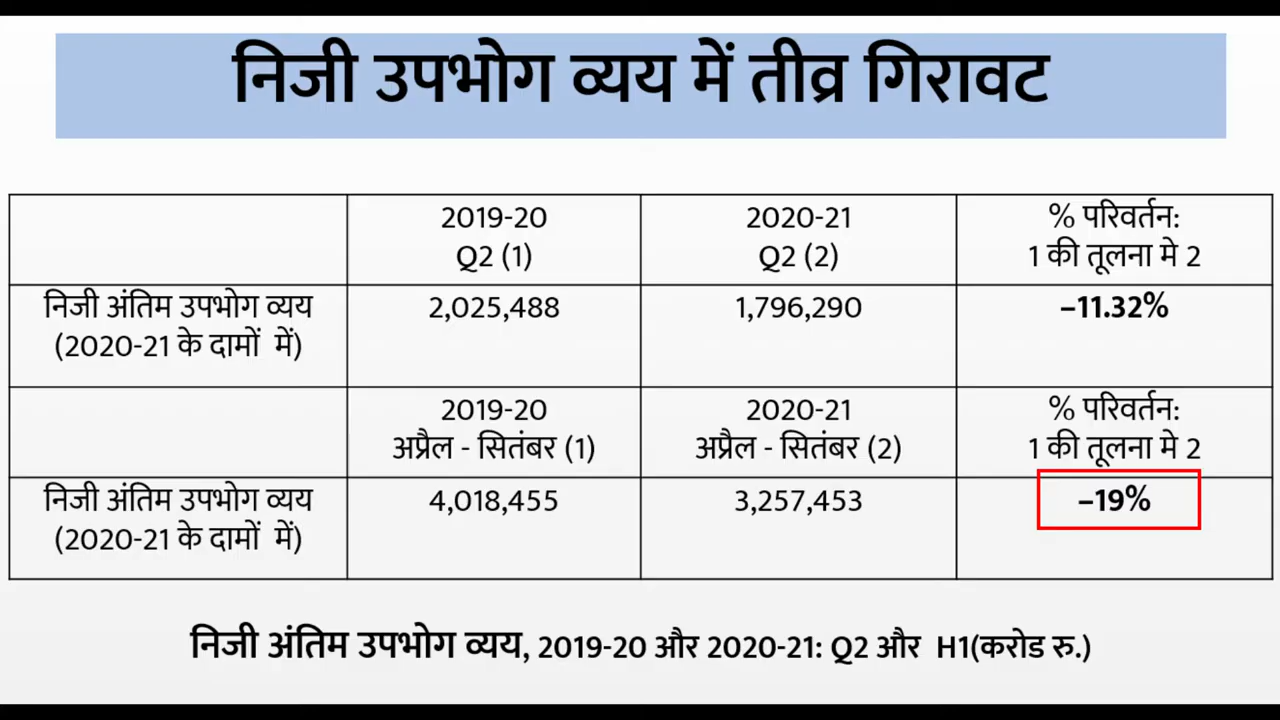 निजी उपभोग व्यय में तीव्र गिरावट
2019-20 2020-21 % परिवर्तन:
Q2 (1) Q2 (2) 1 की तूलना मे 2
निजी अंतिम उपभोग व्यय 2,025,488 1,796,290 –11.32%
(2020-21 के दामों में)
2019-20 2020-21 % परिवर्तन:
अप्रैल - सितंबर (1) अप्रैल - सितंबर (2) 1 की तूलना मे 2
निजी अंतिम उपभोग व्यय 4,018,455 3,257,453 –19%
(2020-21 के दामों में)
निजी अंतिम उपभोग व्यय, 2019-20 और 2020-21: Q2 और H1(करोड रु.)